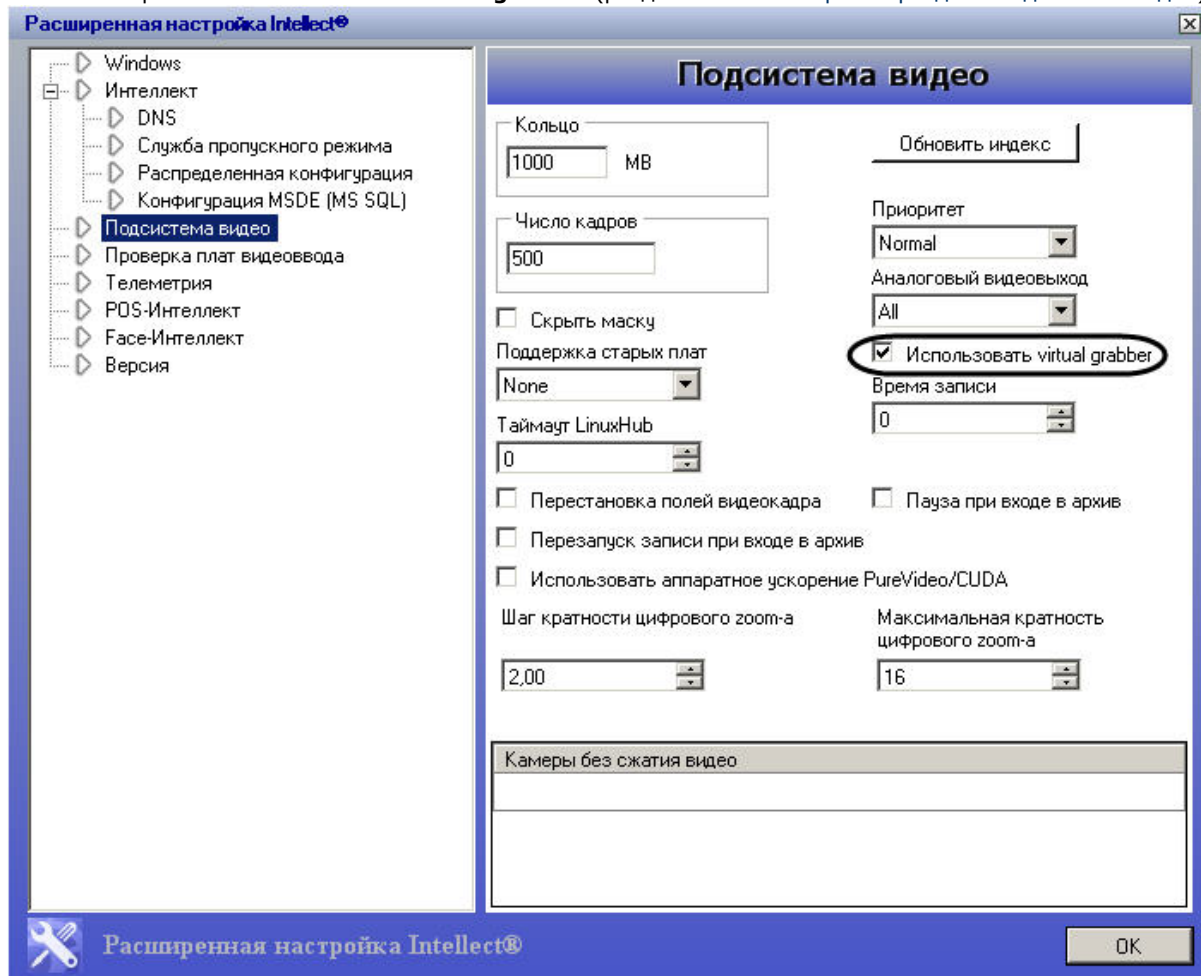 Расширенная настройка Intellect®
Windows
Интеллект
DNS
Служба пропускного режима
Распределенная конфигурация
Конфигурация MSDE (MS SQL)
Подсистема видео
Проверка плат видеоввода
Телеметрия
POS-Интеллект
Face-Интеллект
Версия
Подсистема видео
Кольцо
1000 MB
Обновить индекс
Число кадров
500
Приоритет
Normal
Аналоговый видеовыход
All
Скрыть маску
Использовать virtual grabber
Поддержка старых плат
None
Время записи
0
Таймаут LinuxHub
0
Перестановка полей видеокадра
Пауза при входе в архив
Перезапуск записи при входе в архив
Использовать аппаратное ускорение PureVideo/CUDA
Шаг кратности цифрового zoom-а
2,00
Максимальная кратность
цифрового zoom-а
16
Камеры без сжатия видео
Расширенная настройка Intellect®
OK